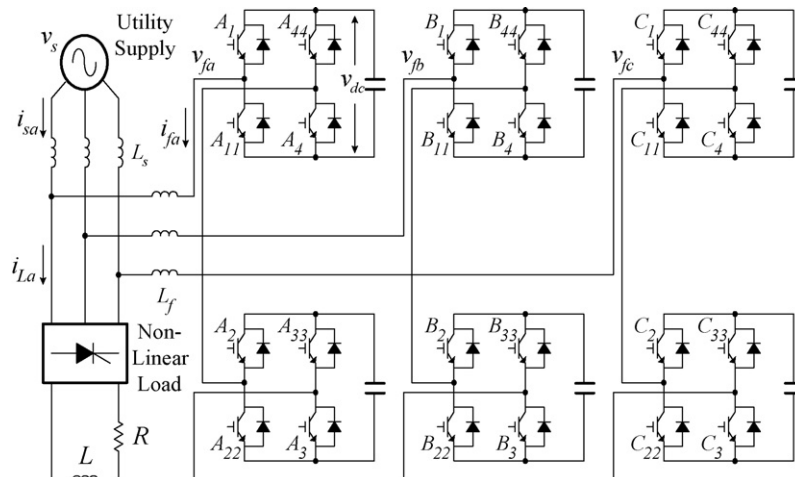 Utility
Supply
v_s
i_sa
L_s
i_La
L_f
Non-
Linear
Load
R
L
v_fa
i_fa
A_1
A_44
v_dc
A_11
A_4
v_fb
B_1
B_44
B_11
B_4
v_fc
C_1
C_44
C_11
C_4
A_2
A_33
A_22
A_3
B_2
B_33
B_22
B_3
C_2
C_33
C_22
C_3